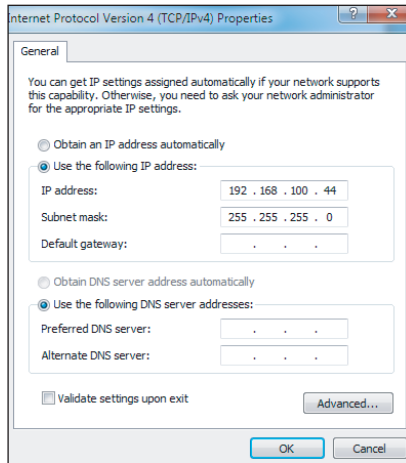 Internet Protocol Version 4 (TCP/IPv4) Properties
General
You can get IP settings assigned automatically if your network supports
this capability. Otherwise, you need to ask your network administrator
for the appropriate IP settings.
Obtain an IP address automatically
Use the following IP address:
IP address: 192 . 168 . 100 . 44
Subnet mask: 255 . 255 . 255 . 0
Default gateway: . . .
Obtain DNS server address automatically
Use the following DNS server addresses:
Preferred DNS server: . . .
Alternate DNS server: . . .
Validate settings upon exit
Advanced...
OK Cancel